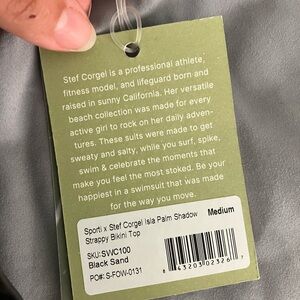 Stef Corgel is a professional athlete,
fitness model, and lifeguard born and
raised in sunny California. Her versatile
beach collection was made for every
active girl to rock on her daily adven-
tures. These suits were made to get
sweaty and salty, while you surf, spike,
swim & celebrate the moments that
make you feel the most stoked. Be your
happiest in a swimsuit that was made
for the way you move.
Sporti x Stef Corgel Isla Palm Shadow Medium
Strappy Bikini Top
SKU:SWC100
Black Sand
PO#: S-FOW-0131
8 43203 02326 7